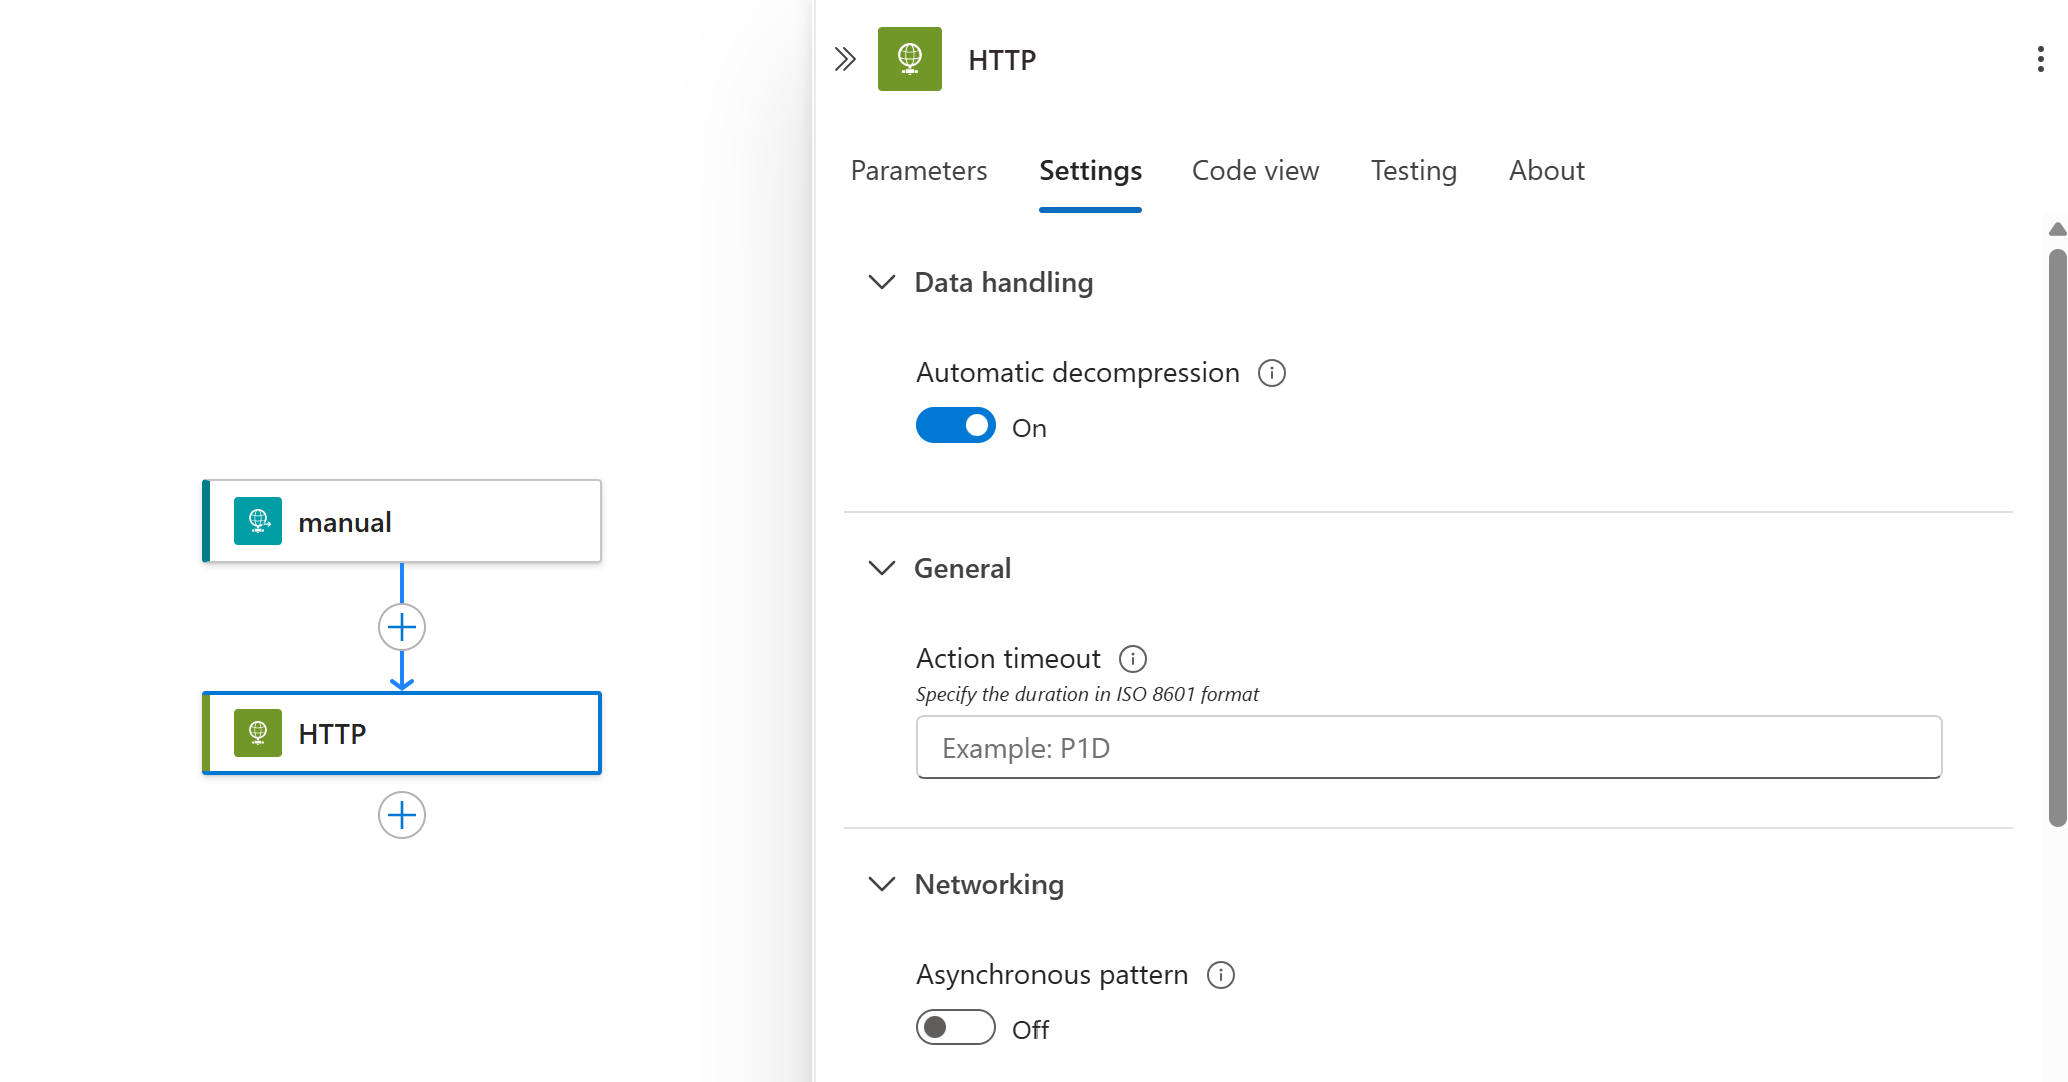 manual
HTTP
HTTP
Parameters Settings Code view Testing About
Data handling
Automatic decompression
On
General
Action timeout
Specify the duration in ISO 8601 format
Example: P1D
Networking
Asynchronous pattern
Off